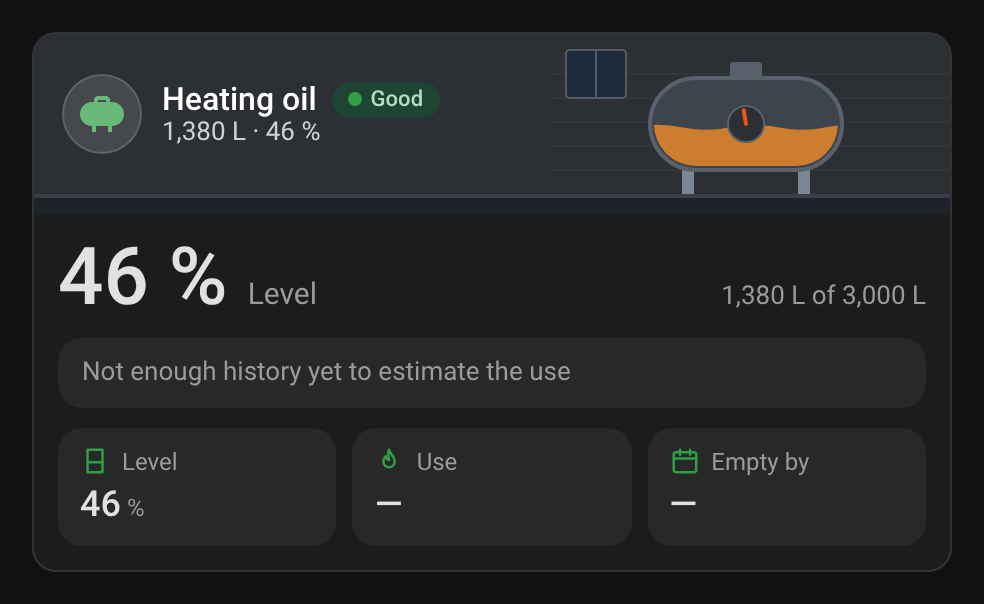 Heating oil
Good
1,380 L · 46 %
46 % Level
1,380 L of 3,000 L
Not enough history yet to estimate the use
Level
46 %
Use
—
Empty by
—